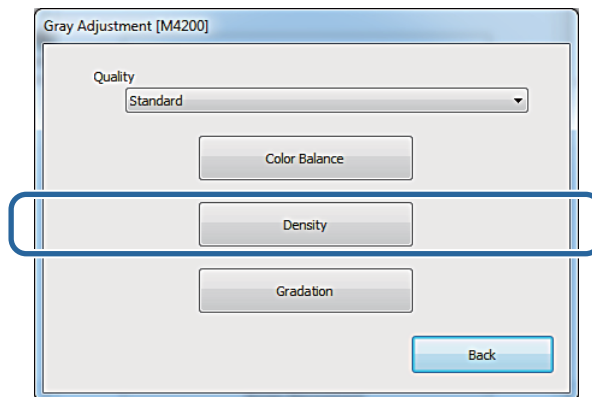 Gray Adjustment [M4200]
Quality
Standard
Color Balance
Density
Gradation
Back